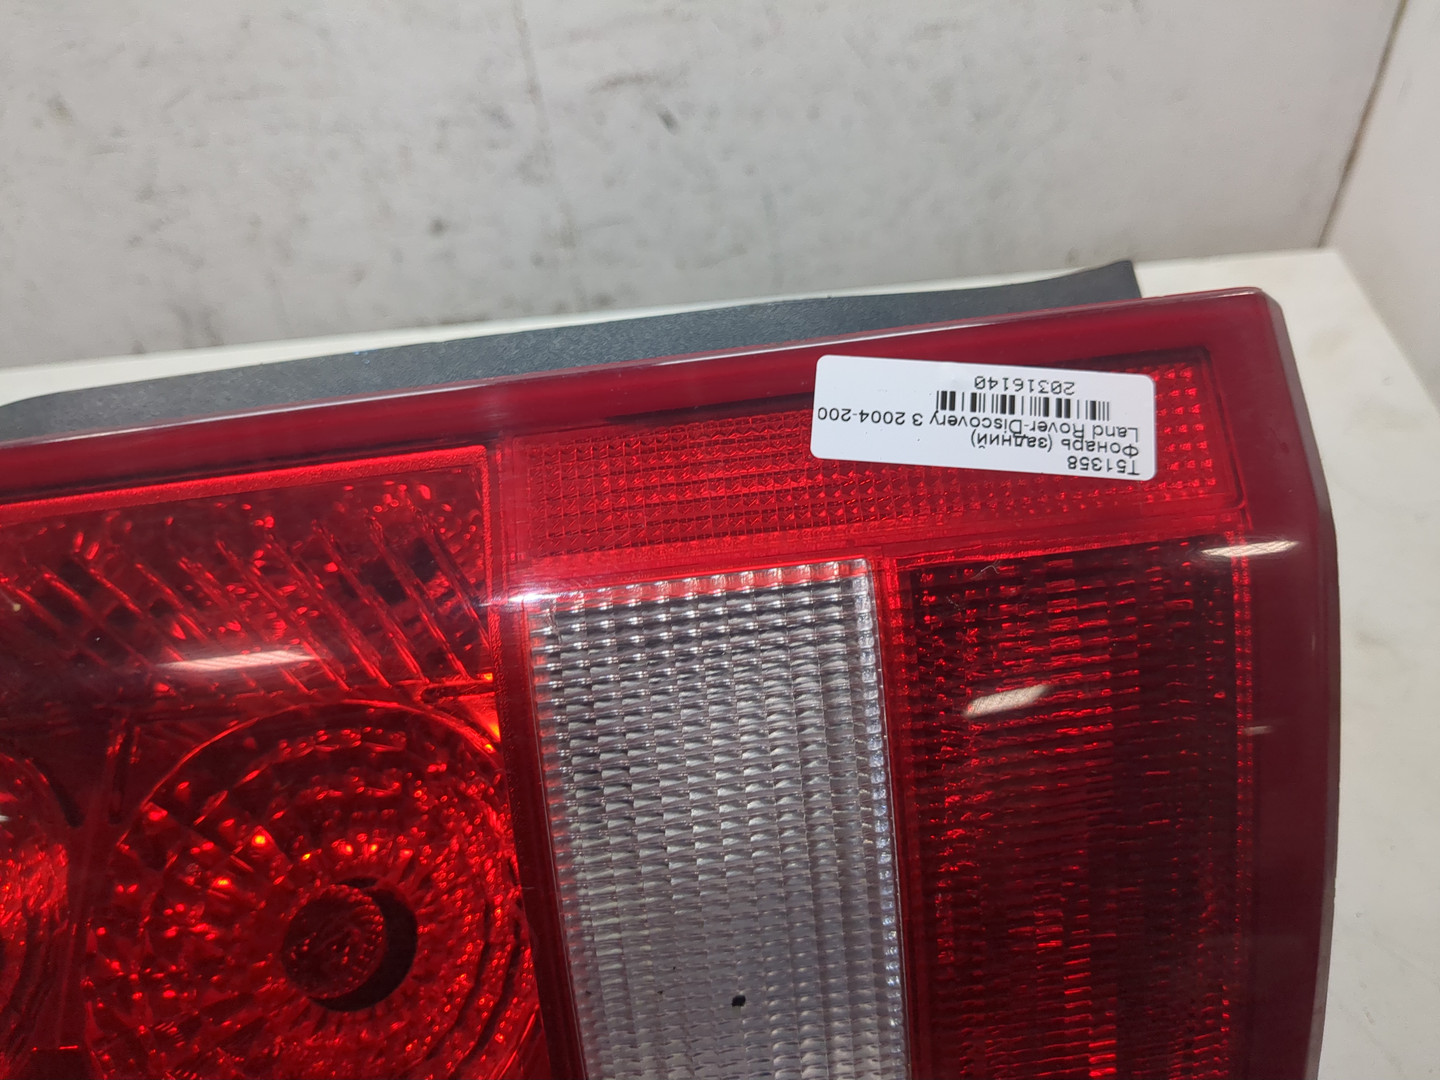 T51358
Фонарь (задний)
Land Rover-Discovery 3 2004-200
20316140